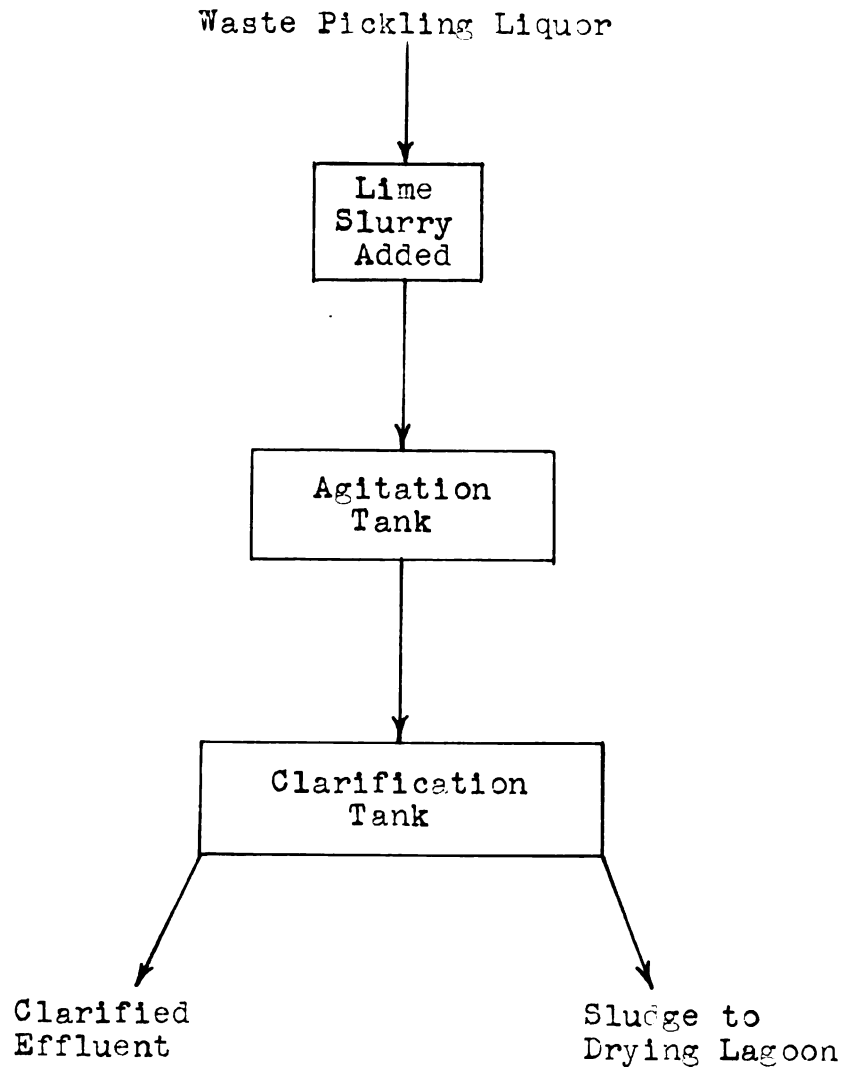 Waste Pickling Liquor
Lime
Slurry
Added
Agitation
Tank
Clarification
Tank
Clarified
Effluent
Sludge to
Drying Lagoon